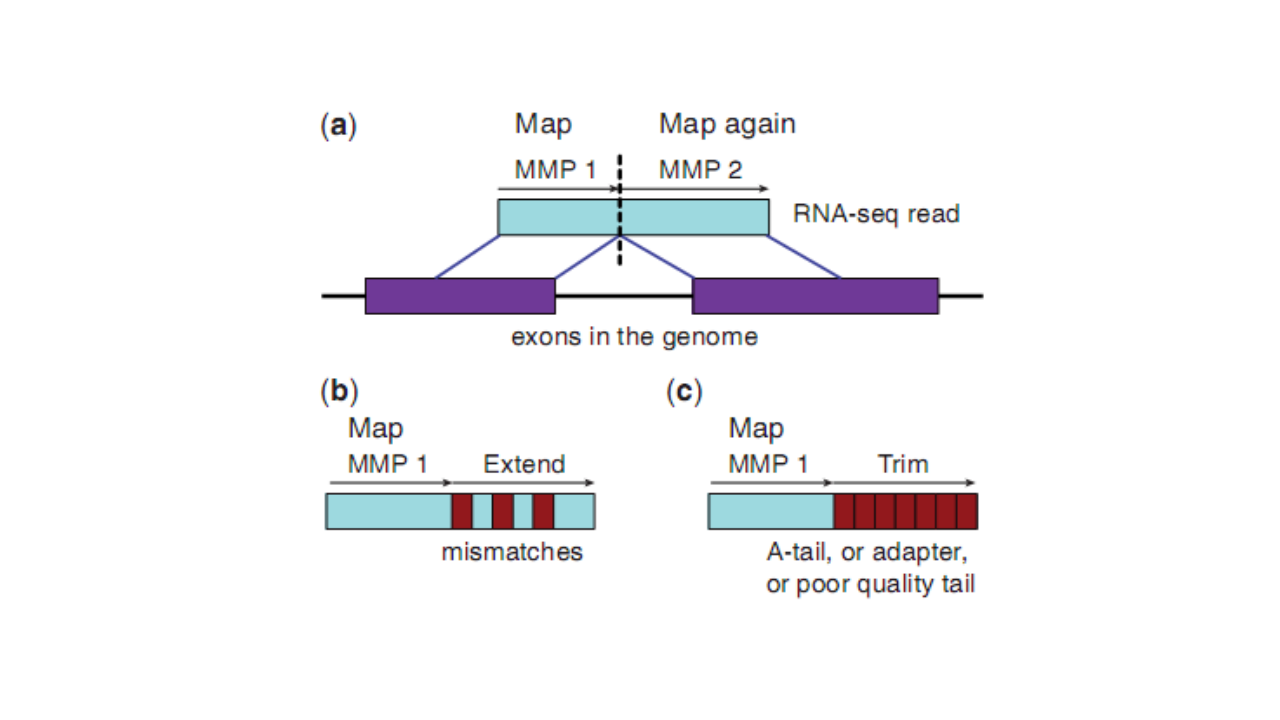 (a)
Map Map again
MMP 1 MMP 2
RNA-seq read
exons in the genome
(b)
Map
MMP 1 Extend
mismatches
(c)
Map
MMP 1 Trim
A-tail, or adapter,
or poor quality tail